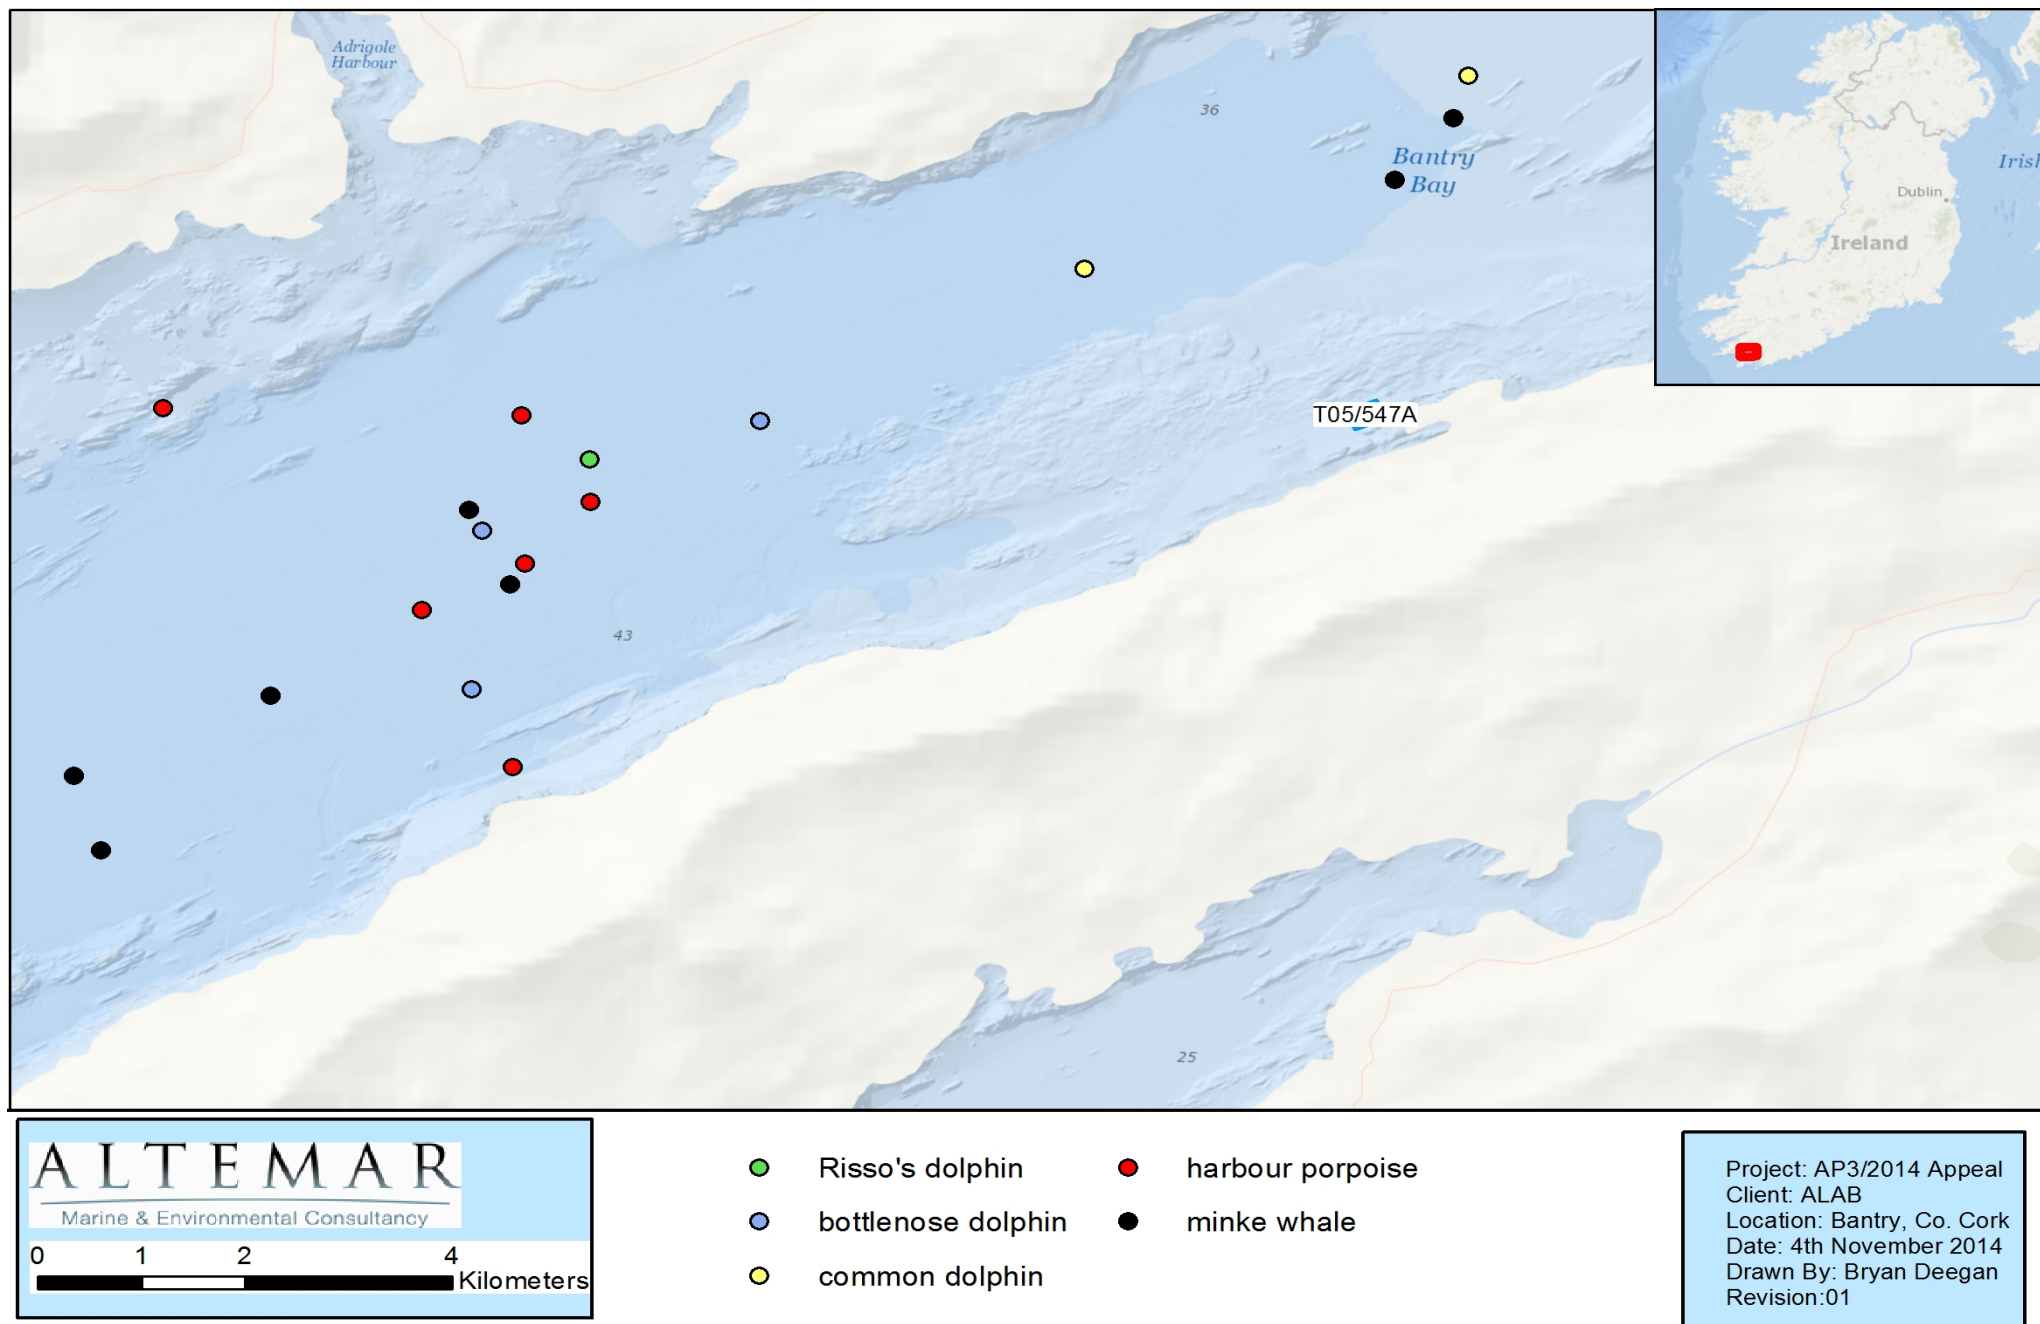 Adrigole
Harbour
36
Bantry
Bay
T05/547A
43
25
Dublin
Ireland
ALTEMAR
Marine & Environmental Consultancy
0 1 2 4
Kilometers
Risso's dolphin
bottlenose dolphin
common dolphin
harbour porpoise
minke whale
Project: AP3/2014 Appeal
Client: ALAB
Location: Bantry, Co. Cork
Date: 4th November 2014
Drawn By: Bryan Deegan
Revision:01